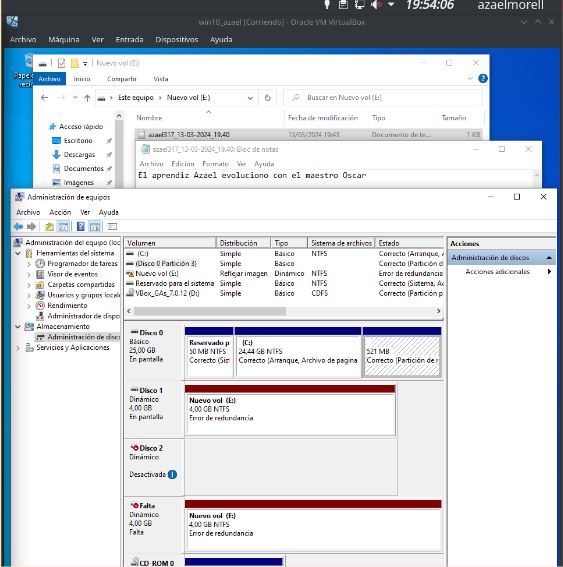 19:54:06 azaelmorell
win10_azael [Corriendo] - Oracle VM VirtualBox
Archivo Máquina Ver Entrada Dispositivos Ayuda
Nuevo vol (E:)
Archivo Inicio Compartir Vista
Este equipo > Nuevo vol (E:)
Buscar en Nuevo vol (E:)
Papele
reci
Nombre Fecha de modificación Tipo Tamaño
Acceso rápido
Escritorio
Descargas
Documentos
Imágenes
azael317_13-03-2024_19.40 13/03/2024 19:43 Documento de te... 1 KB
azael317_13-03-2024_19.40: Bloc de notas
Archivo Edición Formato Ver Ayuda
El aprendiz Azael evoluciono con el maestro Oscar
Administración de equipos
Archivo Acción Ver Ayuda
Administración del equipo (loc
Herramientas del sistema
Programador de tareas
Visor de eventos
Carpetas compartidas
Usuarios y grupos locale
Rendimiento
Administrador de dispo
Almacenamiento
Administración de disco
Servicios y Aplicaciones
Volumen Distribución Tipo Sistema de archivos Estado
(C:) Simple Básico NTFS Correcto (Arranque, A
(Disco 0 Partición 3) Simple Básico Correcto (Partición d
Nuevo vol (E:) Reflejar imagen Dinámico NTFS Error de redundancia
Reservado para el sistema Simple Básico NTFS Correcto (Sistema, Ac
VBox_GAs_7.0.12 (D:) Simple Básico CDFS Correcto (Partición p
Acciones
Administración de discos
Acciones adicionales
Disco 0
Básico
25,00 GB
En pantalla
Reservado p
50 MB NTFS
Correcto (Sis
(C:)
24,44 GB NTFS
Correcto (Arranque, Archivo de pagina
521 MB
Correcto (Partición de r
Disco 1
Dinámico
4,00 GB
En pantalla
Nuevo vol (E:)
4,00 GB NTFS
Error de redundancia
Disco 2
Dinámico
Desactivada
Falta
Dinámico
4,00 GB
Falta
Nuevo vol (E:)
4,00 GB NTFS
Error de redundancia
CD-ROM 0